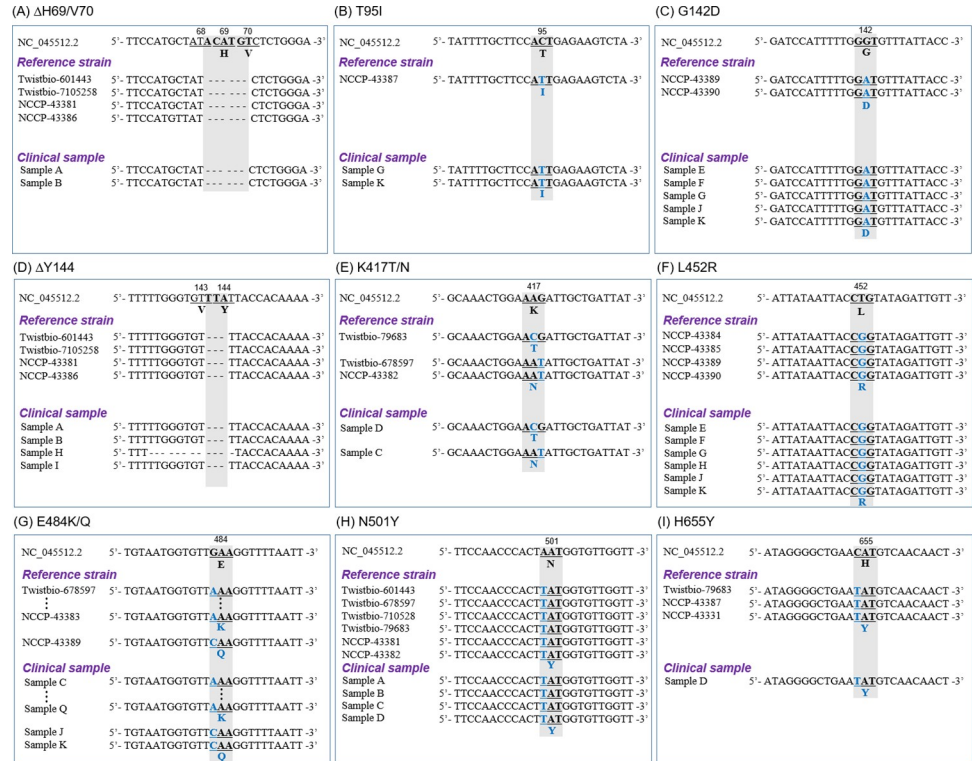 (A) ΔH69/V70
68 69 70
NC_045512.2 5’- TTCCATGCTATACATGTCTCTGGGA -3’
H V
Reference strain
Twistbio-601443 5’- TTCCATGCTAT- - - - - -CTCTGGGA -3’
Twistbio-7105258 5’- TTCCATGCTAT- - - - - -CTCTGGGA -3’
NCCP-43381 5’- TTCCATGCTAT- - - - - -CTCTGGGA -3’
NCCP-43386 5’- TTCCATGTTAT- - - - - -CTCTGGGA -3’
Clinical sample
Sample A 5’- TTCCATGCTAT- - - - - -CTCTGGGA -3’
Sample B 5’- TTCCATGCTAT- - - - - -CTCTGGGA -3’
(B) T95I
95
NC_045512.2 5’- TATTTTGCTTCCACTGAGAAGTCTA -3’
T
Reference strain
NCCP-43387 5’- TATTTTGCTTCCATTGAGAAGTCTA -3’
I
Clinical sample
Sample G 5’- TATTTTGCTTCCATTGAGAAGTCTA -3’
Sample K 5’- TATTTTGCTTCCATTGAGAAGTCTA -3’
I
(C) G142D
142
NC_045512.2 5’- GATCCATTTTTGGGTGTTTATTACC -3’
G
Reference strain
NCCP-43389 5’- GATCCATTTTTGGATGTTTATTACC -3’
NCCP-43390 5’- GATCCATTTTTGGATGTTTATTACC -3’
D
Clinical sample
Sample E 5’- GATCCATTTTTGGATGTTTATTACC -3’
Sample F 5’- GATCCATTTTTGGATGTTTATTACC -3’
Sample G 5’- GATCCATTTTTGGATGTTTATTACC -3’
Sample J 5’- GATCCATTTTTGGATGTTTATTACC -3’
Sample K 5’- GATCCATTTTTGGATGTTTATTACC -3’
D
(D) ΔY144
143 144
NC_045512.2 5’- TTTTTGGGTGTTTATTACCACAAAA -3’
V Y
Reference strain
Twistbio-601443 5’- TTTTTGGGTGT- - -TTACCACAAAA -3’
Twistbio-7105258 5’- TTTTTGGGTGT- - -TTACCACAAAA -3’
NCCP-43381 5’- TTTTTGGGTGT- - -TTACCACAAAA -3’
NCCP-43386 5’- TTTTTGGGTGT- - -TTACCACAAAA -3’
Clinical sample
Sample A 5’- TTTTTGGGTGT- - -TTACCACAAAA -3’
Sample B 5’- TTTTTGGGTGT- - -TTACCACAAAA -3’
Sample H 5’- TTT- - - - - - - - - - - -TACCACAAAA -3’
Sample I 5’- TTTTTGGGTGT- - -TTACCACAAAA -3’
(E) K417T/N
417
NC_045512.2 5’- GCAAACTGGAAAGATTGCTGATTAT -3’
K
Reference strain
Twistbio-79683 5’- GCAAACTGGAACGATTGCTGATTAT -3’
T
Twistbio-678597 5’- GCAAACTGGAAATATTGCTGATTAT -3’
NCCP-43382 5’- GCAAACTGGAAATATTGCTGATTAT -3’
N
Clinical sample
Sample D 5’- GCAAACTGGAACGATTGCTGATTAT -3’
T
Sample C 5’- GCAAACTGGAAATATTGCTGATTAT -3’
N
(F) L452R
452
NC_045512.2 5’- ATTATAATTACCTGTATAGATTGTT -3’
L
Reference strain
NCCP-43384 5’- ATTATAATTACCGGTATAGATTGTT -3’
NCCP-43385 5’- ATTATAATTACCGGTATAGATTGTT -3’
NCCP-43389 5’- ATTATAATTACCGGTATAGATTGTT -3’
NCCP-43390 5’- ATTATAATTACCGGTATAGATTGTT -3’
R
Clinical sample
Sample E 5’- ATTATAATTACCGGTATAGATTGTT -3’
Sample F 5’- ATTATAATTACCGGTATAGATTGTT -3’
Sample G 5’- ATTATAATTACCGGTATAGATTGTT -3’
Sample H 5’- ATTATAATTACCGGTATAGATTGTT -3’
Sample J 5’- ATTATAATTACCGGTATAGATTGTT -3’
Sample K 5’- ATTATAATTACCGGTATAGATTGTT -3’
R
(G) E484K/Q
484
NC_045512.2 5’- TGTAATGGTGTTGAAGGTTTTAATT -3’
E
Reference strain
Twistbio-678597 5’- TGTAATGGTGTTAAAGGTTTTAATT -3’
NCCP-43383 5’- TGTAATGGTGTTAAAGGTTTTAATT -3’
K
NCCP-43389 5’- TGTAATGGTGTTCAAGGTTTTAATT -3’
Q
Clinical sample
Sample C 5’- TGTAATGGTGTTAAAGGTTTTAATT -3’
Sample Q 5’- TGTAATGGTGTTAAAGGTTTTAATT -3’
K
Sample J 5’- TGTAATGGTGTTCAAGGTTTTAATT -3’
Sample K 5’- TGTAATGGTGTTCAAGGTTTTAATT -3’
Q
(H) N501Y
501
NC_045512.2 5’- TTCCAACCCACTAATGGTGTTGGTT -3’
N
Reference strain
Twistbio-601443 5’- TTCCAACCCACTTATGGTGTTGGTT -3’
Twistbio-678597 5’- TTCCAACCCACTTATGGTGTTGGTT -3’
Twistbio-710528 5’- TTCCAACCCACTTATGGTGTTGGTT -3’
Twistbio-79683 5’- TTCCAACCCACTTATGGTGTTGGTT -3’
NCCP-43381 5’- TTCCAACCCACTTATGGTGTTGGTT -3’
NCCP-43382 5’- TTCCAACCCACTTATGGTGTTGGTT -3’
Y
Clinical sample
Sample A 5’- TTCCAACCCACTTATGGTGTTGGTT -3’
Sample B 5’- TTCCAACCCACTTATGGTGTTGGTT -3’
Sample C 5’- TTCCAACCCACTTATGGTGTTGGTT -3’
Sample D 5’- TTCCAACCCACTTATGGTGTTGGTT -3’
Y
(I) H655Y
655
NC_045512.2 5’- ATAGGGGCTGAACATGTCAACAACT -3’
H
Reference strain
Twistbio-79683 5’- ATAGGGGCTGAATATGTCAACAACT -3’
NCCP-43387 5’- ATAGGGGCTGAATATGTCAACAACT -3’
NCCP-43331 5’- ATAGGGGCTGAATATGTCAACAACT -3’
Y
Clinical sample
Sample D 5’- ATAGGGGCTGAATATGTCAACAACT -3’
Y